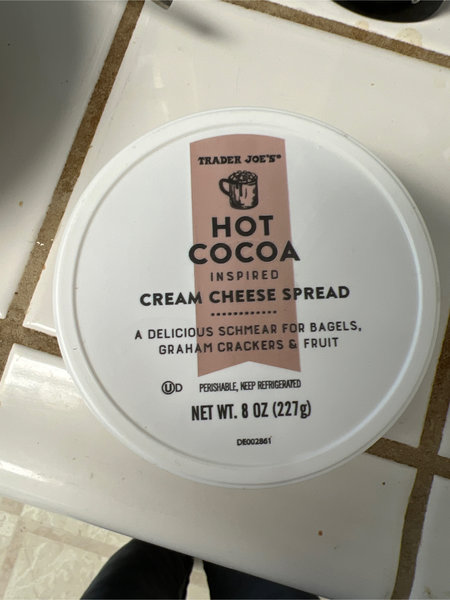 TRADER JOE'S®
HOT
COCOA
INSPIRED
CREAM CHEESE SPREAD
A DELICIOUS SCHMEAR FOR BAGELS,
GRAHAM CRACKERS & FRUIT
UD PERISHABLE, KEEP REFRIGERATED
NET WT. 8 OZ (227g)
DE002861